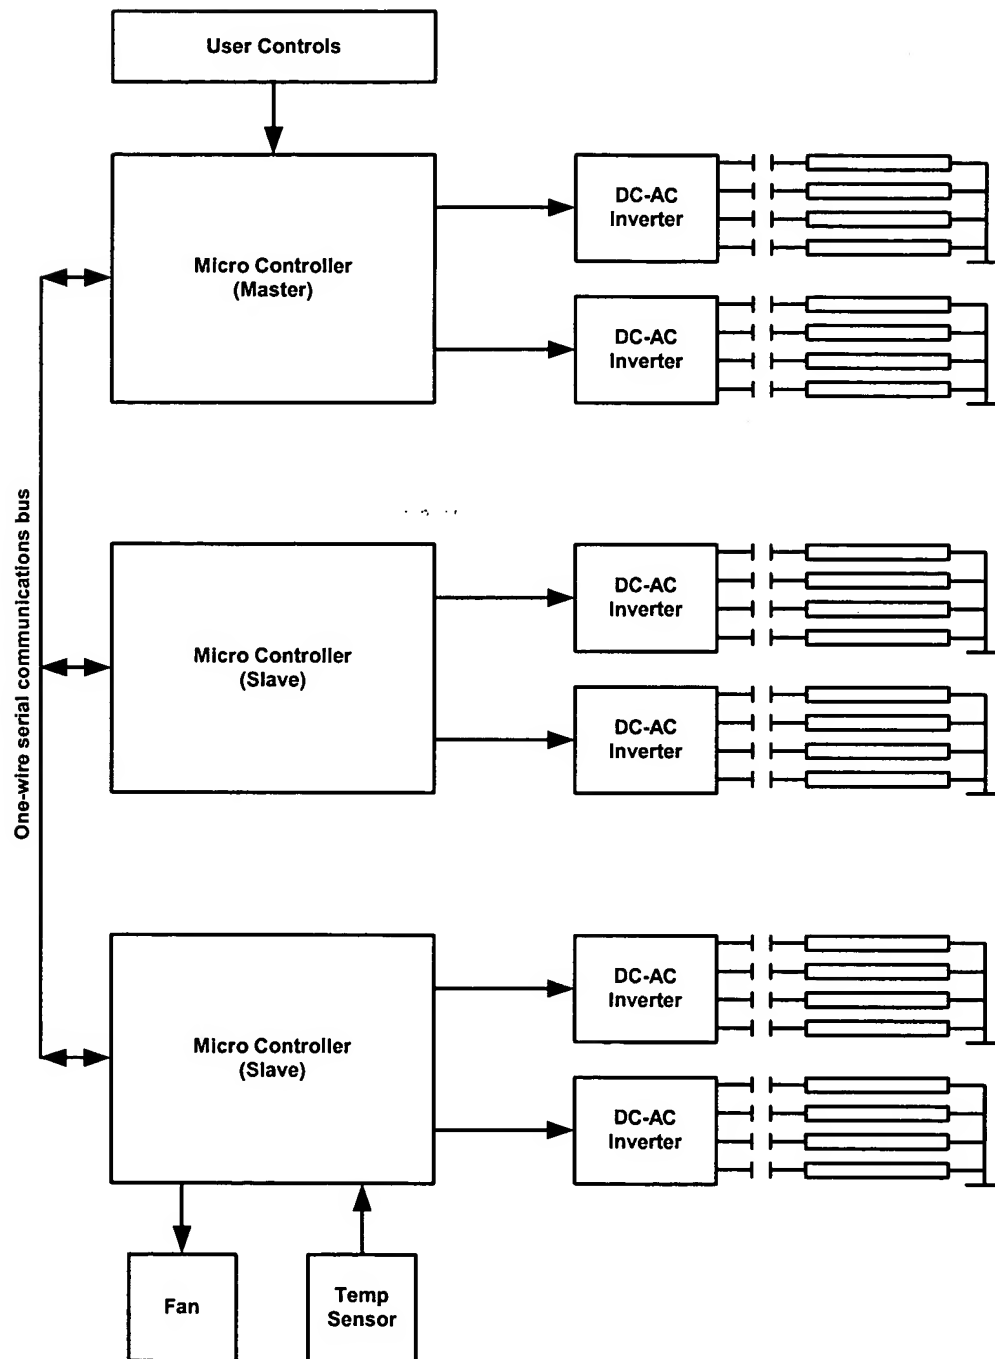 User Controls
Micro Controller
(Master)
DC-AC
Inverter
DC-AC
Inverter
One-wire serial communications bus
Micro Controller
(Slave)
DC-AC
Inverter
DC-AC
Inverter
Micro Controller
(Slave)
DC-AC
Inverter
DC-AC
Inverter
Fan
Temp
Sensor